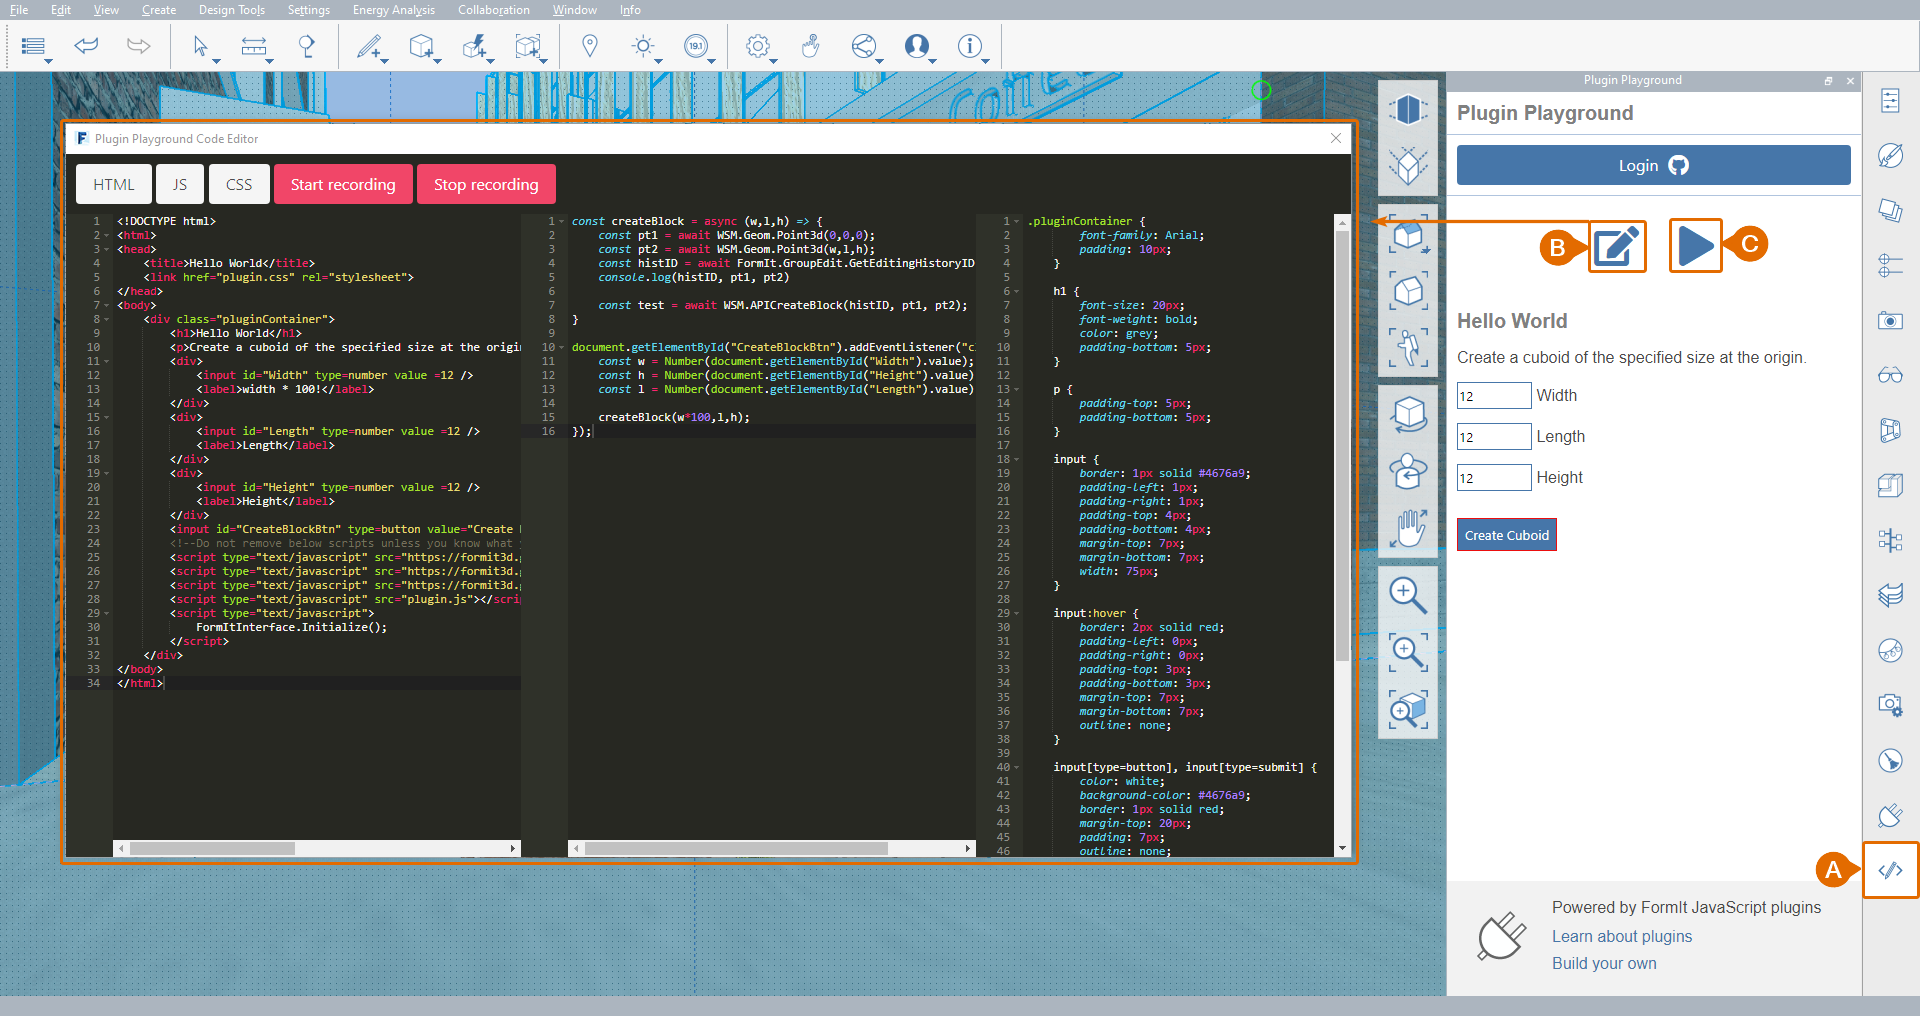 File Edit View Create Design Tools Settings Energy Analysis Collaboration Window Info
19.1
COFFEE
Plugin Playground Code Editor
HTML JS CSS Start recording Stop recording
1 <!DOCTYPE html>
2 <html>
3 <head>
4 <title>Hello World</title>
5 <link href="plugin.css" rel="stylesheet">
6 </head>
7 <body>
8 <div class="pluginContainer">
9 <h1>Hello World</h1>
10 <p>Create a cuboid of the specified size at the origi
11 <div>
12 <input id="Width" type=number value =12 />
13 <label>width * 100!</label>
14 </div>
15 <div>
16 <input id="Length" type=number value =12 />
17 <label>Length</label>
18 </div>
19 <div>
20 <input id="Height" type=number value =12 />
21 <label>Height</label>
22 </div>
23 <input id="CreateBlockBtn" type=button value="Create
24 <!--Do not remove below scripts unless you know what
25 <script type="text/javascript" src="https://formit3d.
26 <script type="text/javascript" src="https://formit3d.
27 <script type="text/javascript" src="https://formit3d.
28 <script type="text/javascript" src="plugin.js"></scri
29 <script type="text/javascript">
30 FormItInterface.Initialize();
31 </script>
32 </div>
33 </body>
34 </html>
1 const createBlock = async (w,l,h) => {
2 const pt1 = await WSM.Geom.Point3d(0,0,0);
3 const pt2 = await WSM.Geom.Point3d(w,l,h);
4 const histID = await FormIt.GroupEdit.GetEditingHistoryID
5 console.log(histID, pt1, pt2)
6
7 const test = await WSM.APICreateBlock(histID, pt1, pt2);
8 }
9
10 document.getElementById("CreateBlockBtn").addEventListener("c
11 const w = Number(document.getElementById("Width").value);
12 const h = Number(document.getElementById("Height").value)
13 const l = Number(document.getElementById("Length").value)
14
15 createBlock(w*100,l,h);
16 });
1 .pluginContainer {
2 font-family: Arial;
3 padding: 10px;
4 }
5
6 h1 {
7 font-size: 20px;
8 font-weight: bold;
9 color: grey;
10 padding-bottom: 5px;
11 }
12
13 p {
14 padding-top: 5px;
15 padding-bottom: 5px;
16 }
17
18 input {
19 border: 1px solid #4676a9;
20 padding-left: 1px;
21 padding-right: 1px;
22 padding-top: 4px;
23 padding-bottom: 4px;
24 margin-top: 7px;
25 margin-bottom: 7px;
26 width: 75px;
27 }
28
29 input:hover {
30 border: 2px solid red;
31 padding-left: 0px;
32 padding-right: 0px;
33 padding-top: 3px;
34 padding-bottom: 3px;
35 margin-top: 7px;
36 margin-bottom: 7px;
37 outline: none;
38 }
39
40 input[type=button], input[type=submit] {
41 color: white;
42 background-color: #4676a9;
43 border: 1px solid red;
44 margin-top: 20px;
45 padding: 7px;
46 outline: none;
Plugin Playground
Plugin Playground
Login
B C
Hello World
Create a cuboid of the specified size at the origin.
12 Width
12 Length
12 Height
Create Cuboid
A
Powered by FormIt JavaScript plugins
Learn about plugins
Build your own